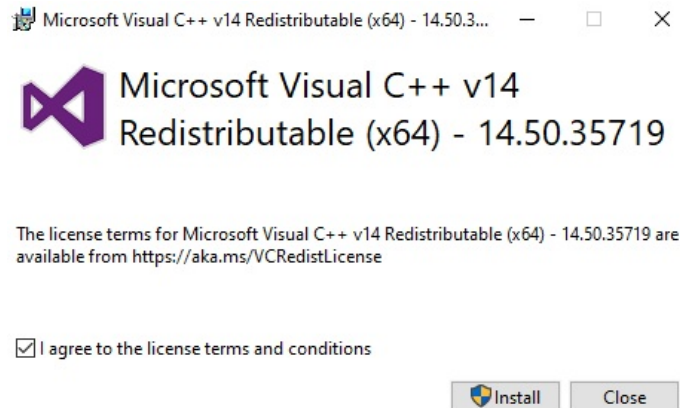 Microsoft Visual C++ v14 Redistributable (x64) - 14.50.3...
Microsoft Visual C++ v14
Redistributable (x64) - 14.50.35719
The license terms for Microsoft Visual C++ v14 Redistributable (x64) - 14.50.35719 are
available from https://aka.ms/VCRedistLicense
I agree to the license terms and conditions
Install Close